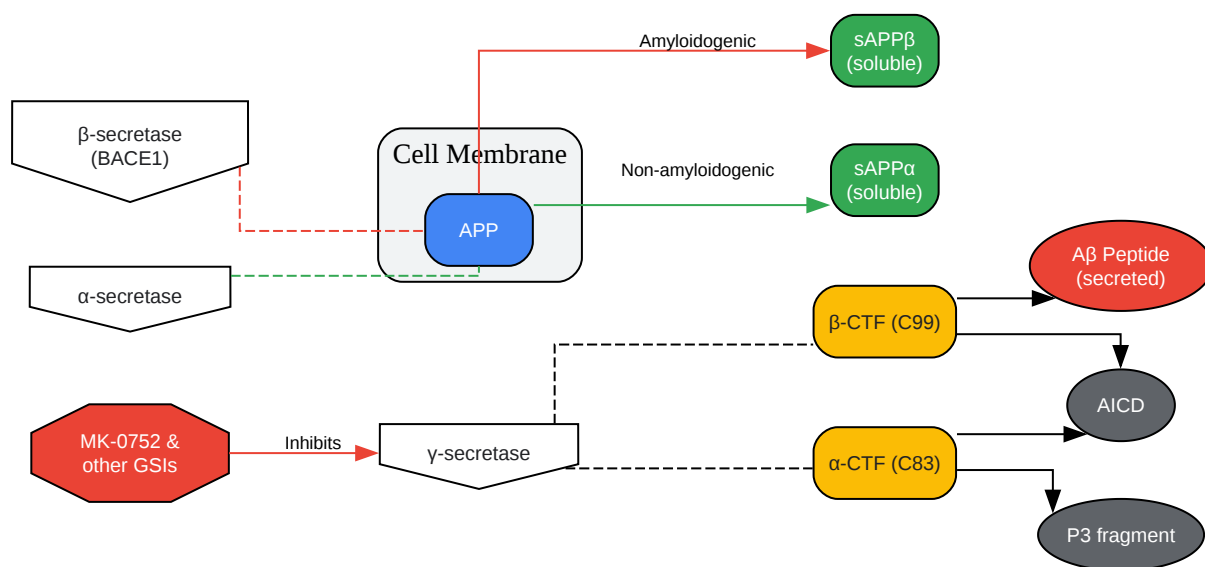 Amyloidogenic
sAPPβ
(soluble)
β-secretase
(BACE1)
Cell Membrane
Non-amyloidogenic
sAPPα
(soluble)
APP
Aβ Peptide
(secreted)
α-secretase
β-CTF (C99)
AICD
MK-0752 &
other GSIs
Inhibits
γ-secretase
α-CTF (C83)
P3 fragment